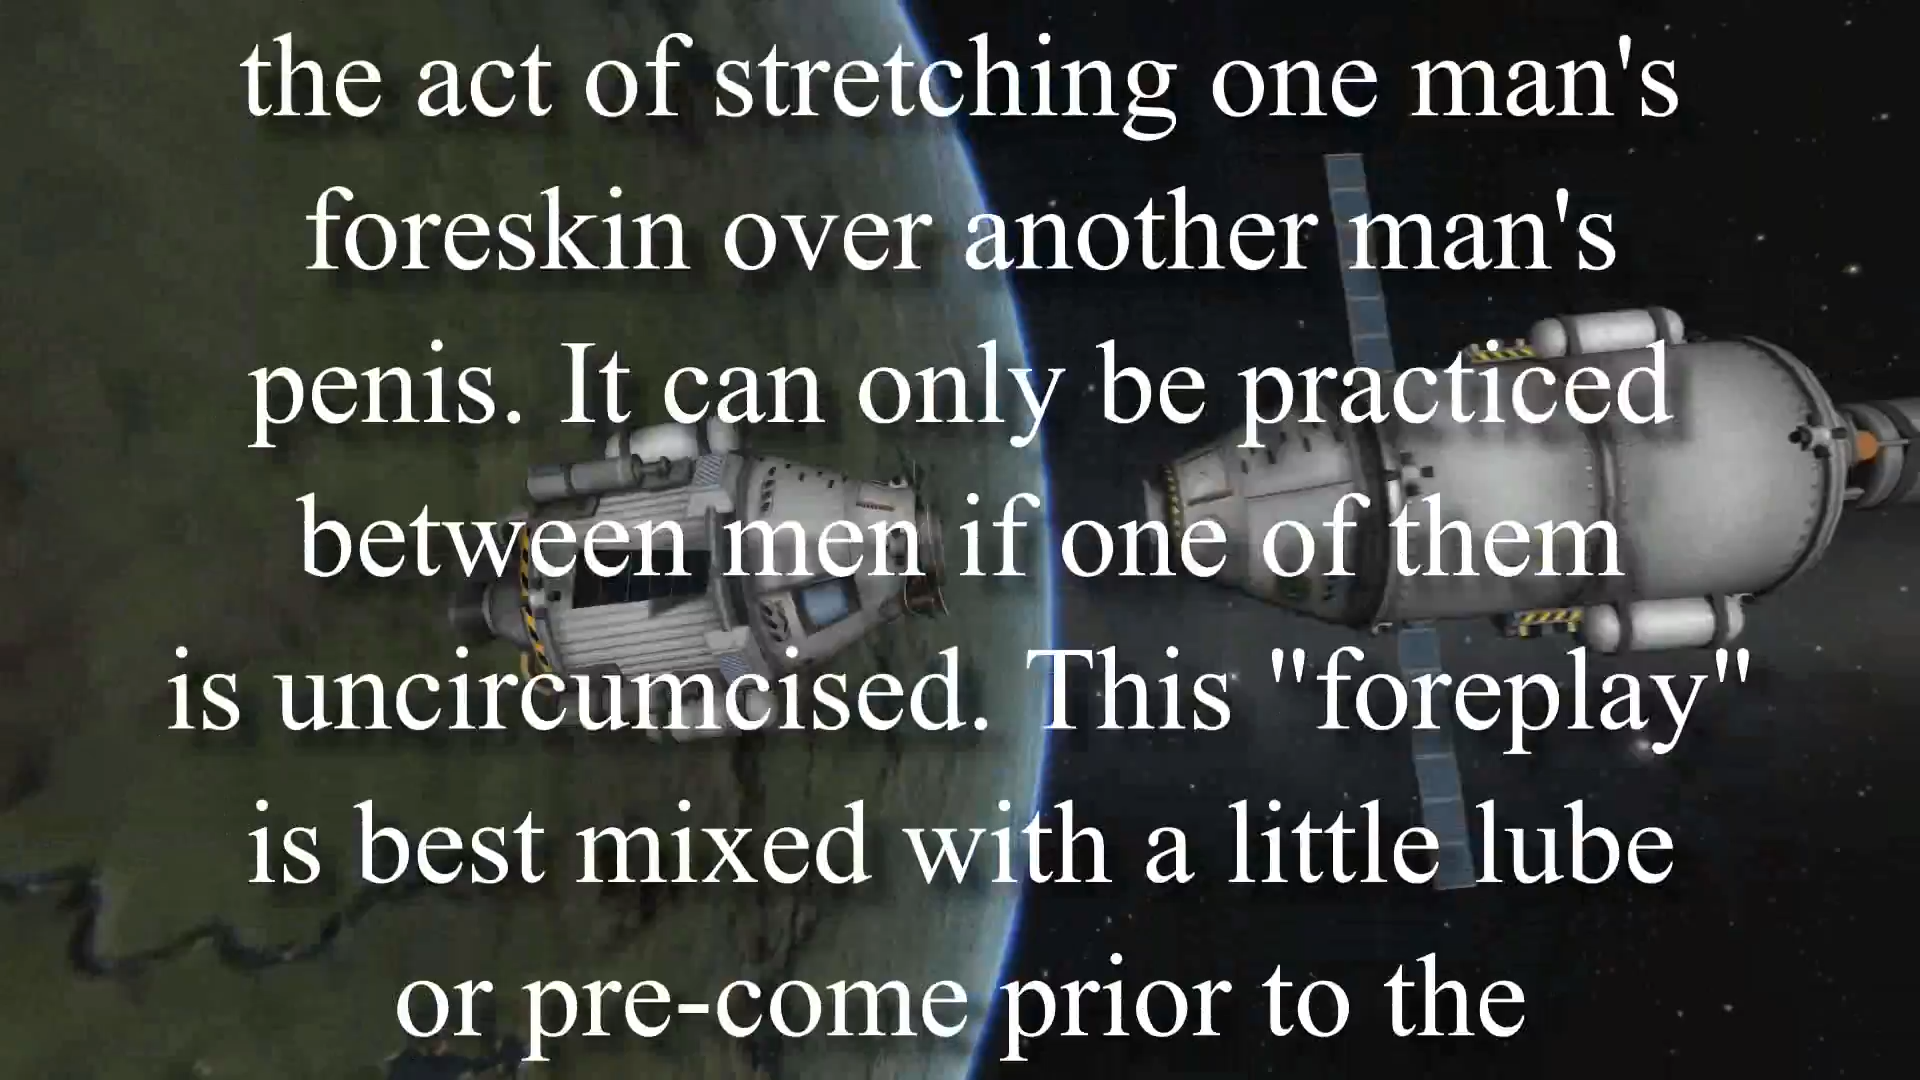 the act of stretching one man's
foreskin over another man's
penis. It can only be practiced
between men if one of them
is uncircumcised. This "foreplay"
is best mixed with a little lube
or pre-come prior to the